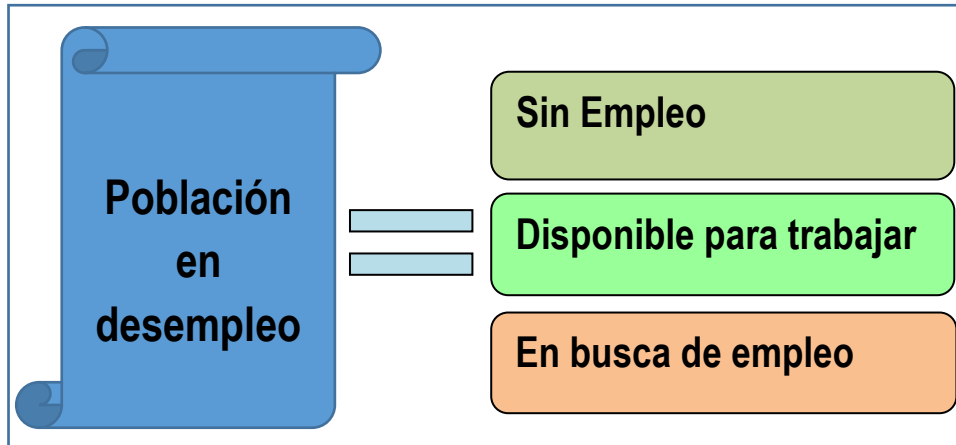 Población
en
desempleo
Sin Empleo
Disponible para trabajar
En busca de empleo